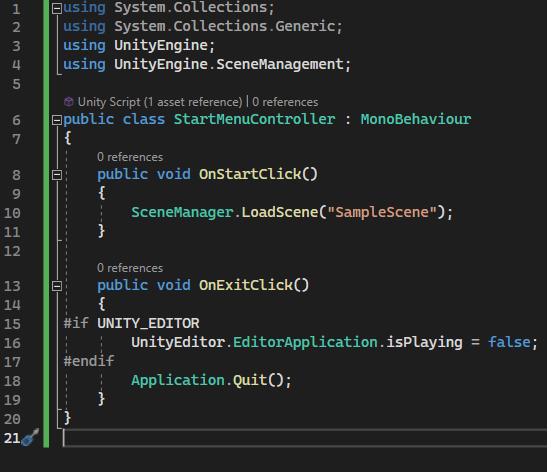 1 using System.Collections;
2 using System.Collections.Generic;
3 using UnityEngine;
4 using UnityEngine.SceneManagement;
5
Unity Script (1 asset reference) | 0 references
6 public class StartMenuController : MonoBehaviour
7 {
0 references
8 public void OnStartClick()
9 {
10 SceneManager.LoadScene("SampleScene");
11 }
12
0 references
13 public void OnExitClick()
14 {
15 #if UNITY_EDITOR
16 UnityEditor.EditorApplication.isPlaying = false;
17 #endif
18 Application.Quit();
19 }
20 }
21